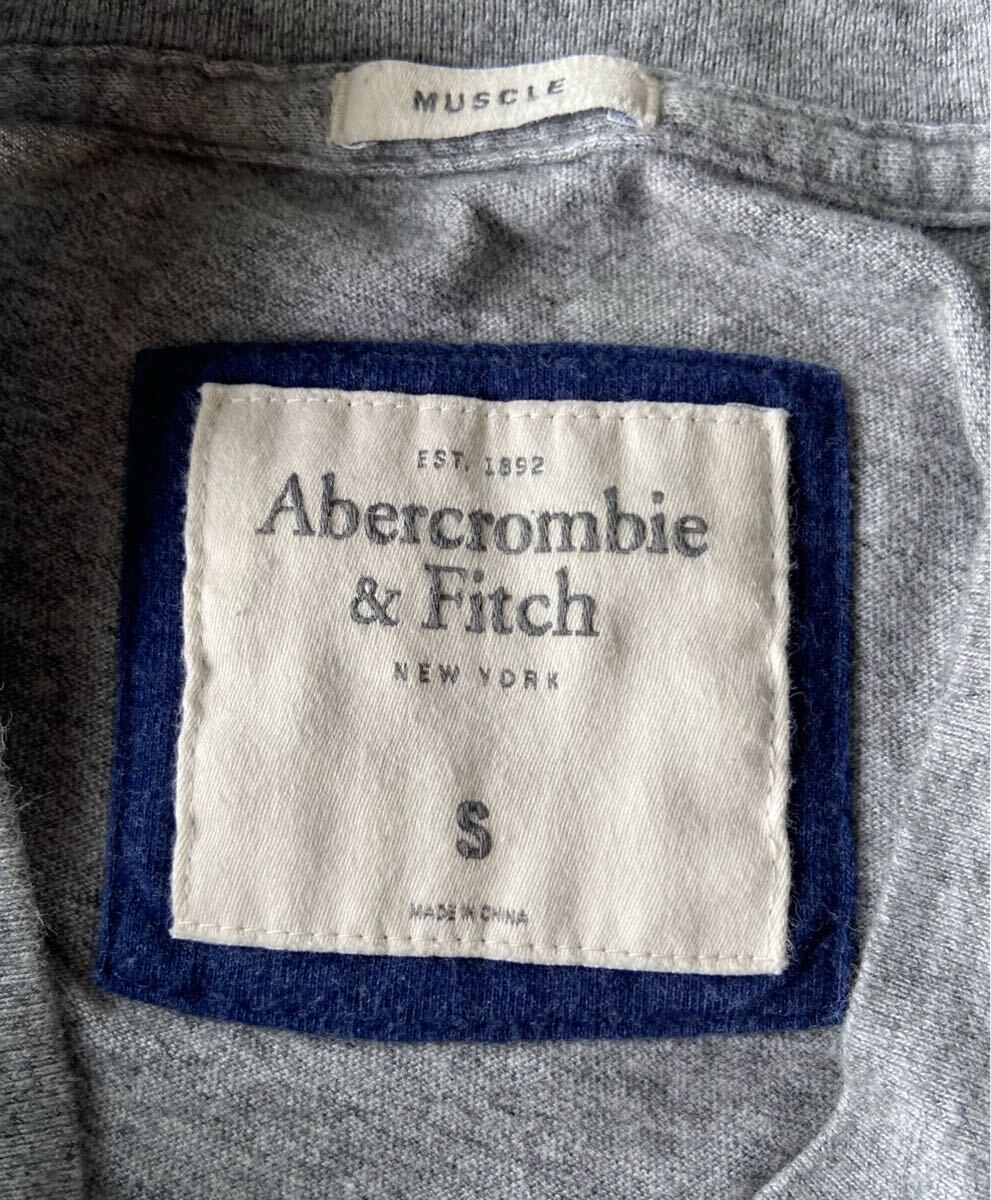 MUSCLE
EST. 1892
Abercrombie
& Fitch
NEW YORK
S
MADE IN CHINA